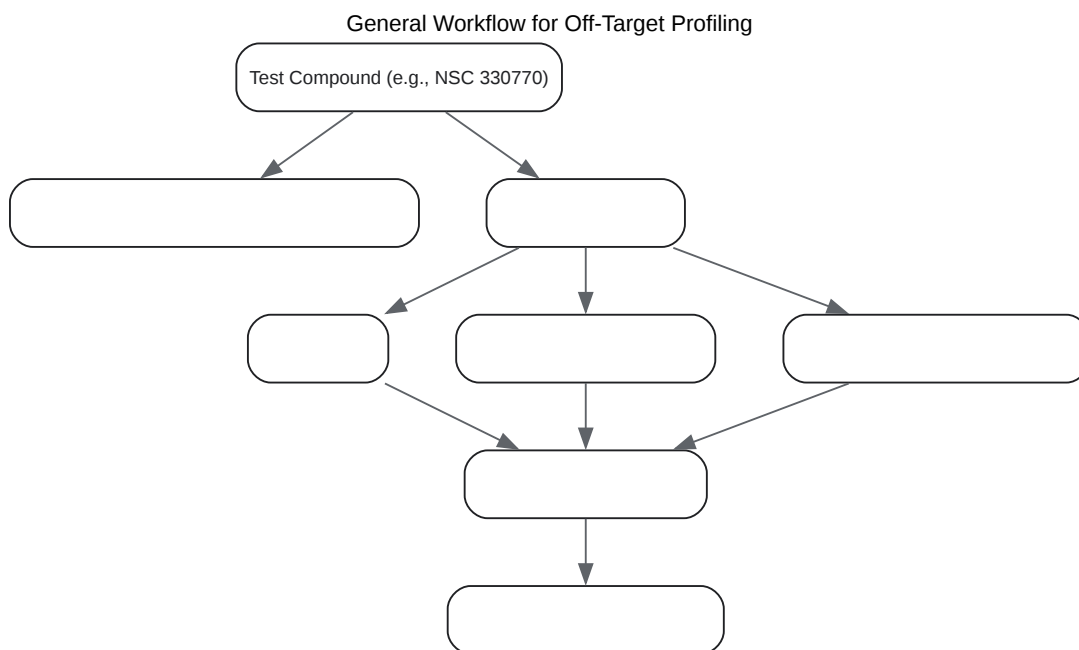 General Workflow for Off-Target Profiling
Test Compound (e.g., NSC 330770)